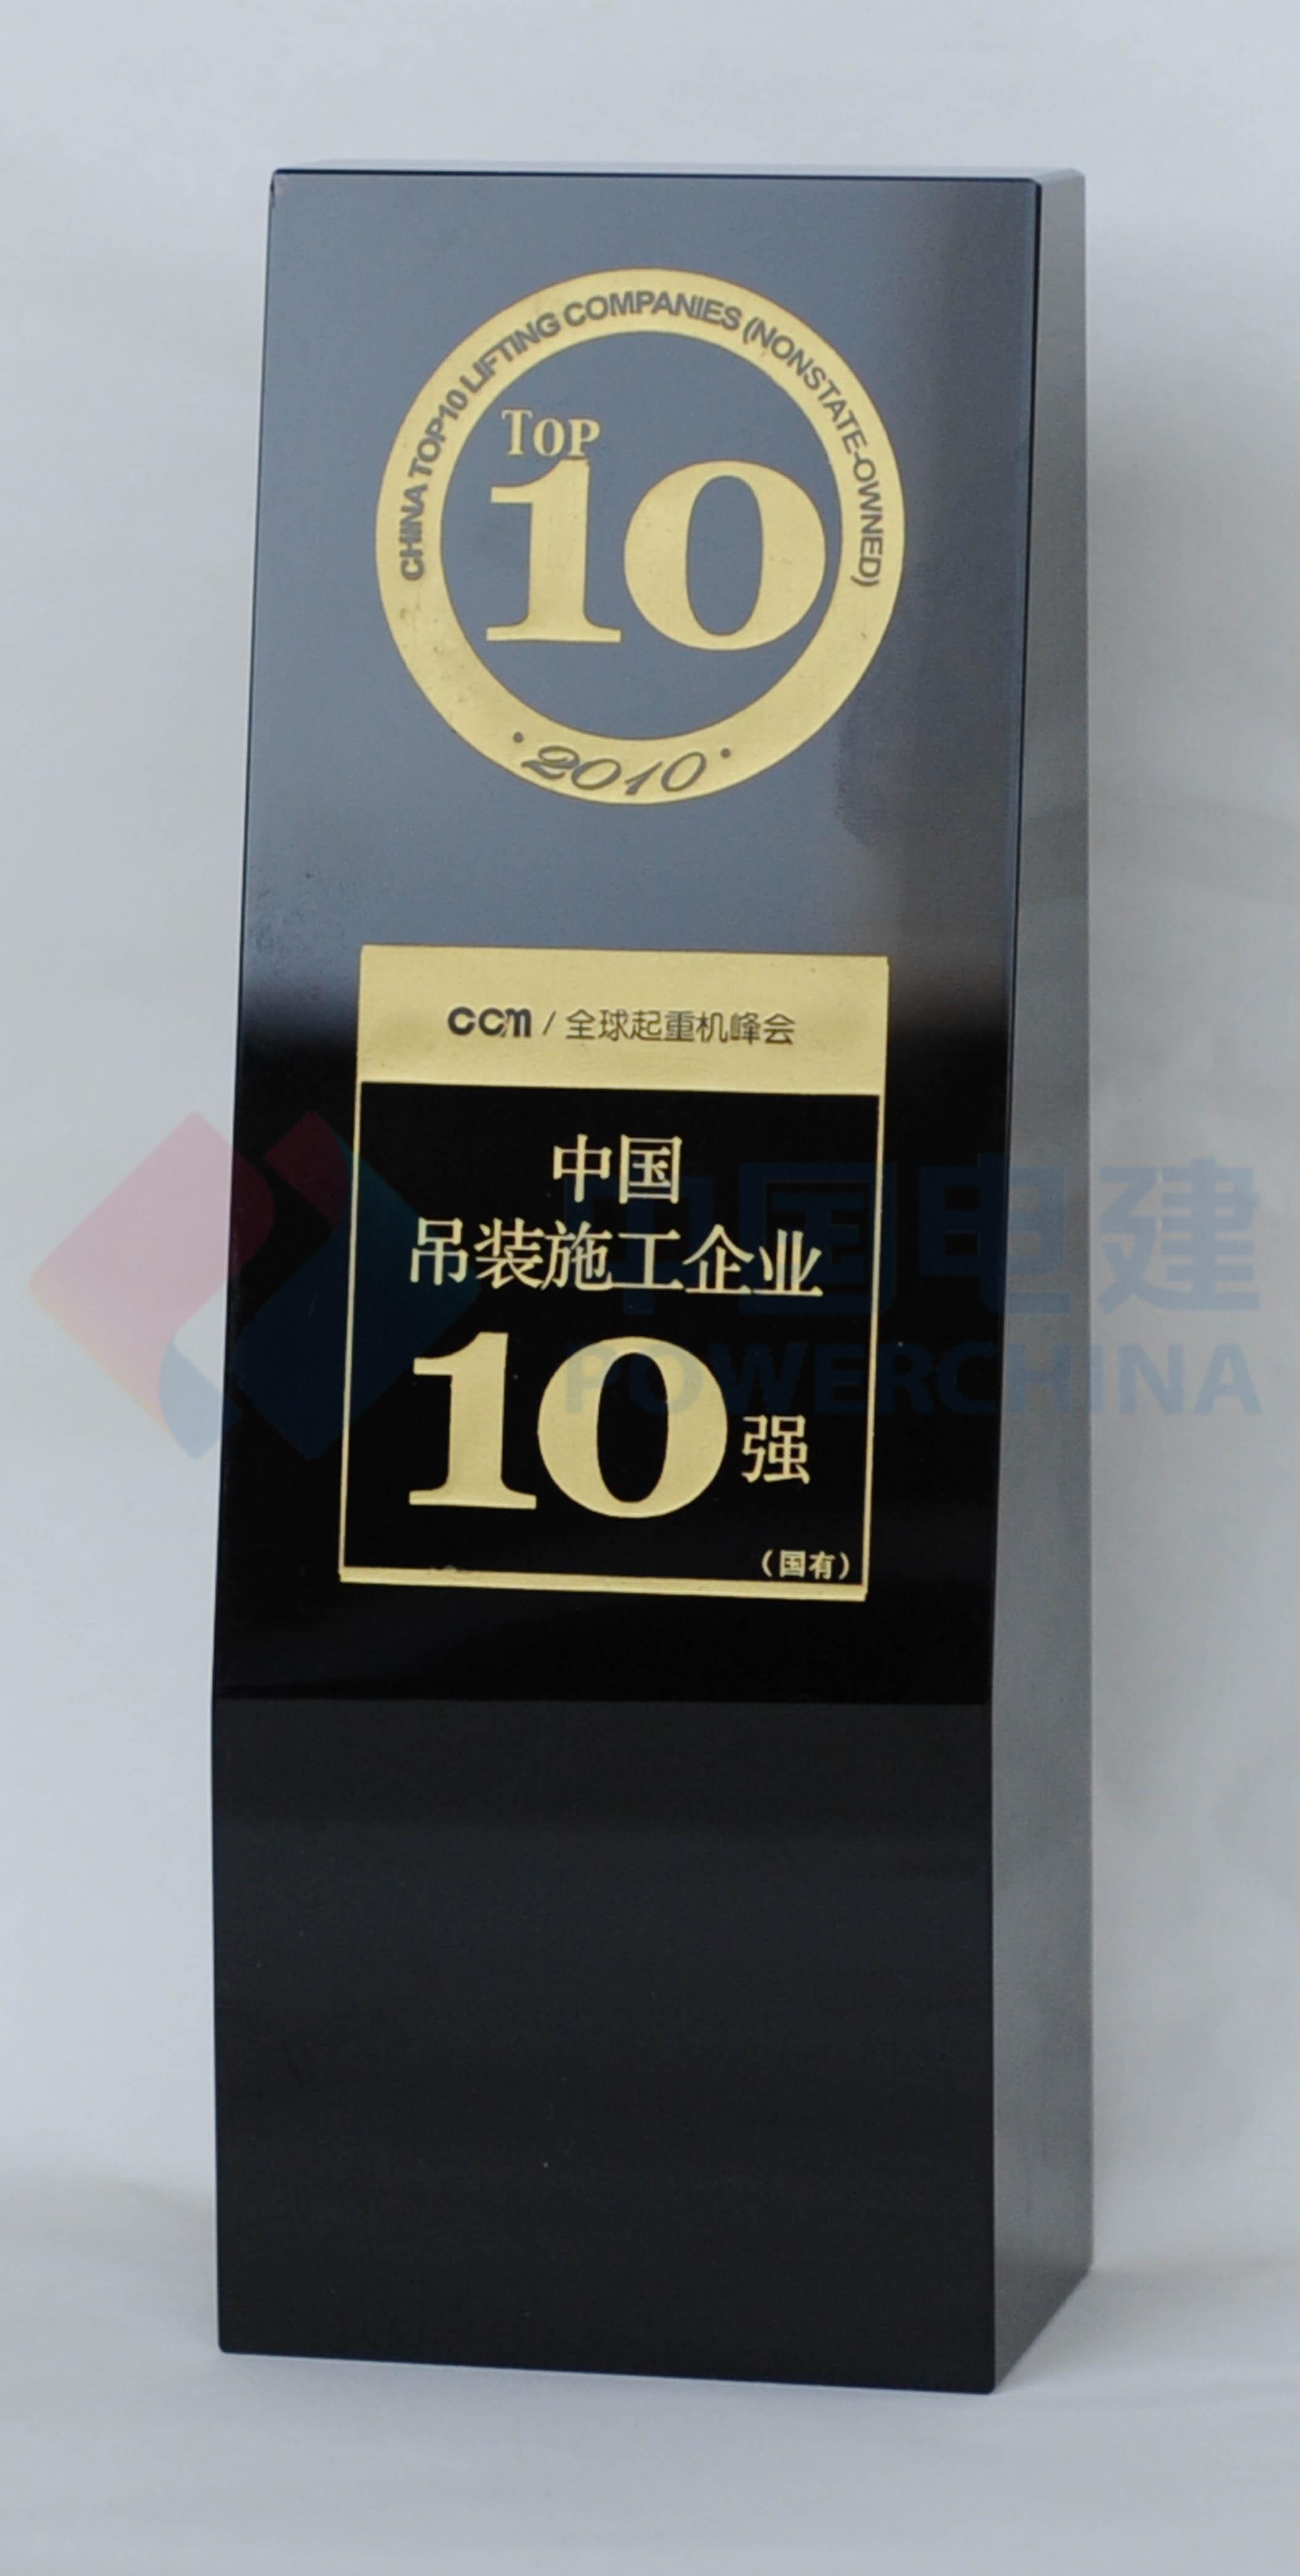 CHINA TOP10 LIFTING COMPANIES (NONSTATE-OWNED)
TOP
10
·2010·
CCM / 全球起重机峰会
中国
吊装施工企业
10强
（国有）
中国电建
POWERCHINA